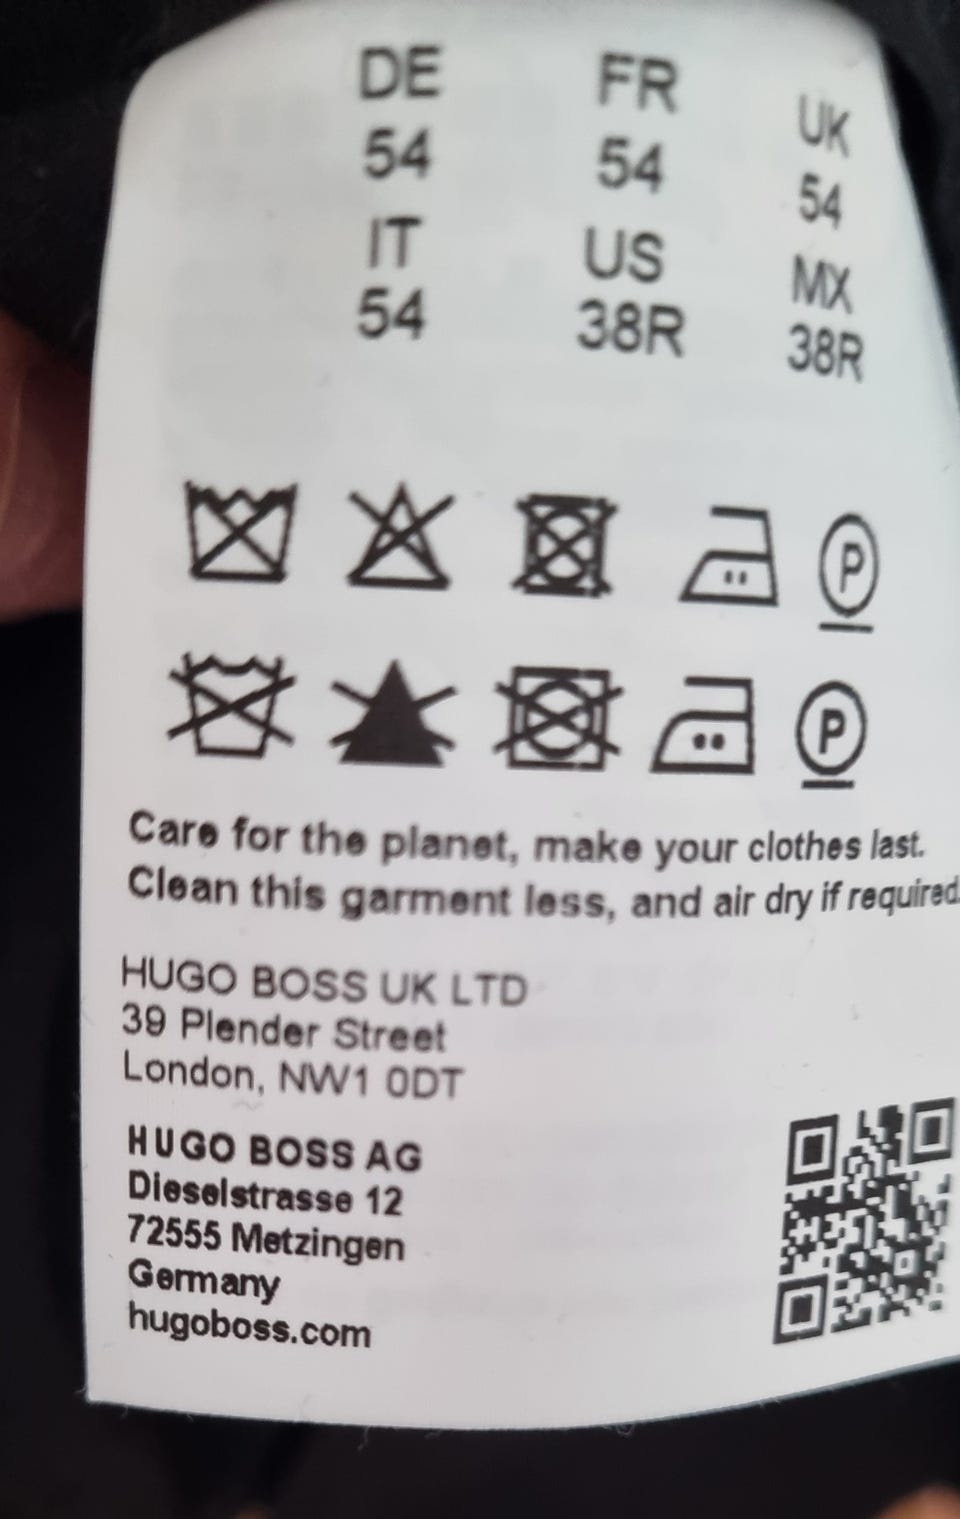 DE FR UK
54 54 54
IT US MX
54 38R 38R
P
P
Care for the planet, make your clothes last.
Clean this garment less, and air dry if required.
HUGO BOSS UK LTD
39 Plender Street
London, NW1 0DT
HUGO BOSS AG
Dieselstrasse 12
72555 Metzingen
Germany
hugoboss.com